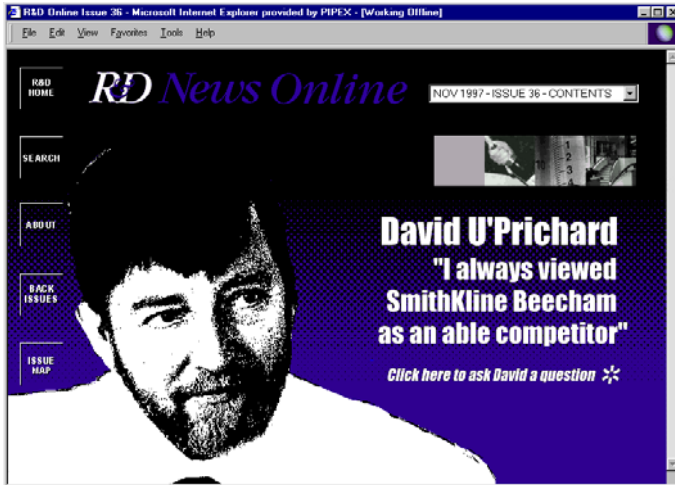 R&D Online Issue 36 - Microsoft Internet Explorer provided by PIPEX - [Working Offline]
File Edit View Favorites Tools Help
R&D
HOME
R&D News Online
NOV 1997 - ISSUE 36 - CONTENTS
SEARCH
ABOUT
BACK
ISSUES
ISSUE
MAP
David U'Prichard
"I always viewed
SmithKline Beecham
as an able competitor"
Click here to ask David a question